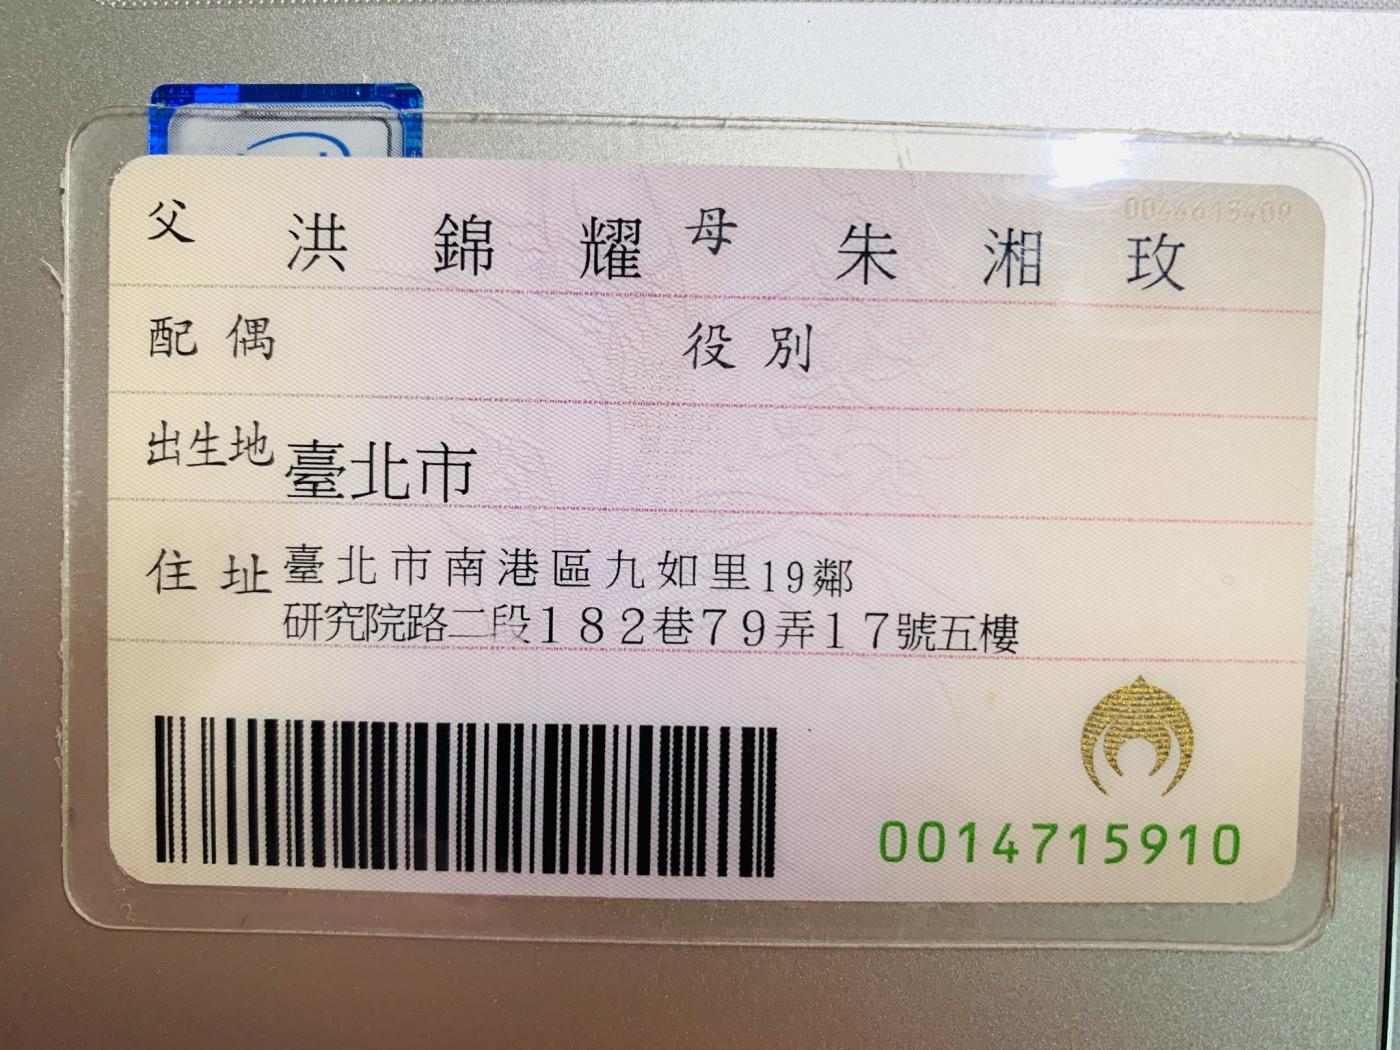 0044613409
父 洪錦耀 母 朱湘玫
配偶 役別
出生地 臺北市
住址 臺北市南港區九如里19鄰
研究院路二段182巷79弄17號五樓
0014715910